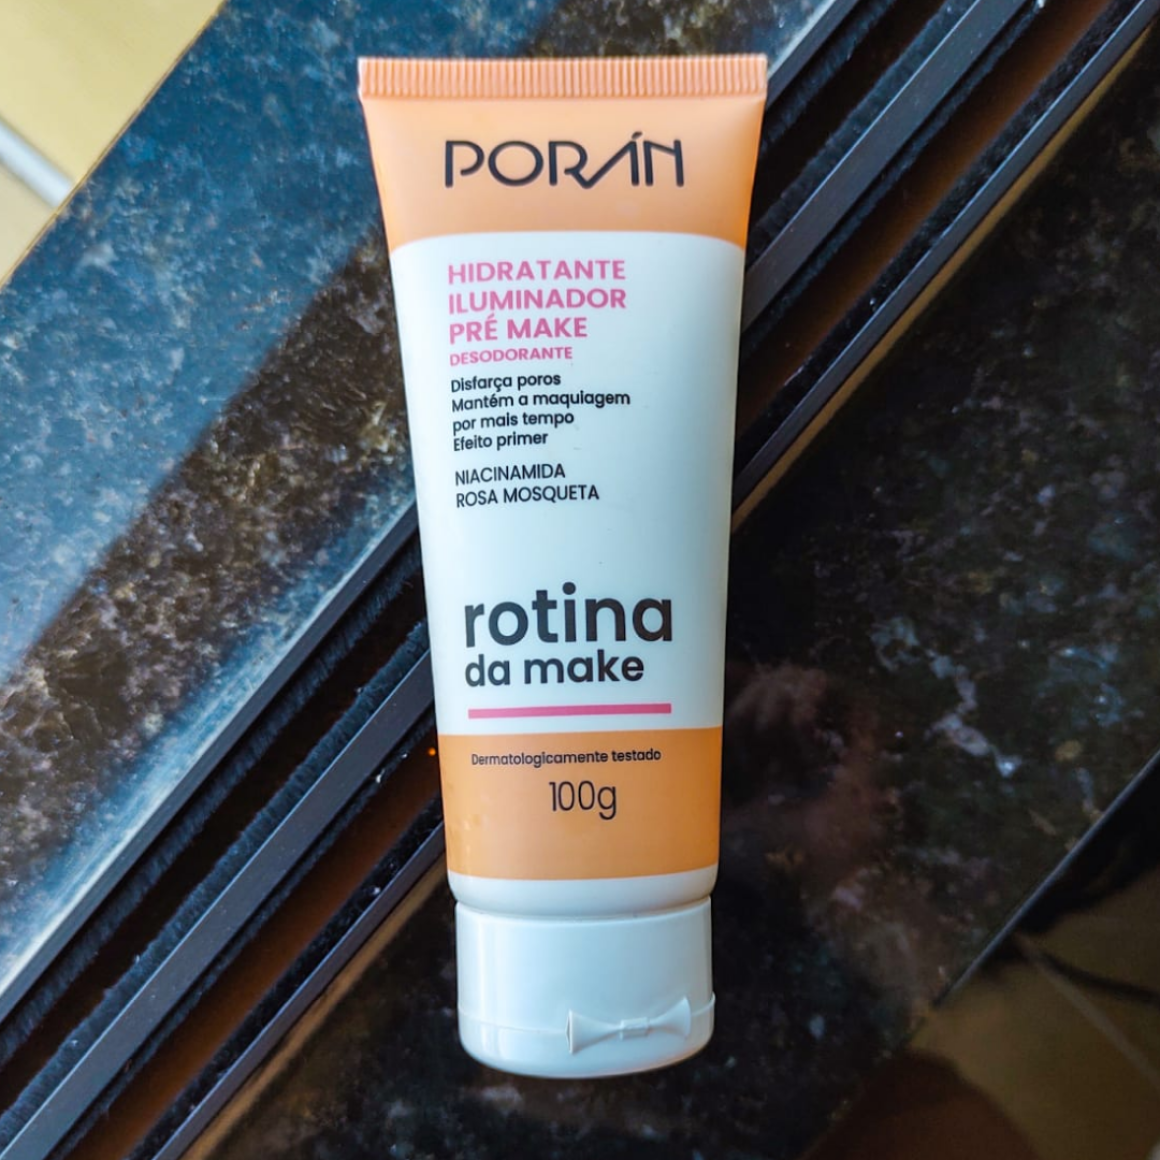 PORÁN
HIDRATANTE
ILUMINADOR
PRÉ MAKE
DESODORANTE
Disfarça poros
Mantém a maquiagem
por mais tempo
Efeito primer
NIACINAMIDA
ROSA MOSQUETA
rotina
da make
Dermatologicamente testado
100g